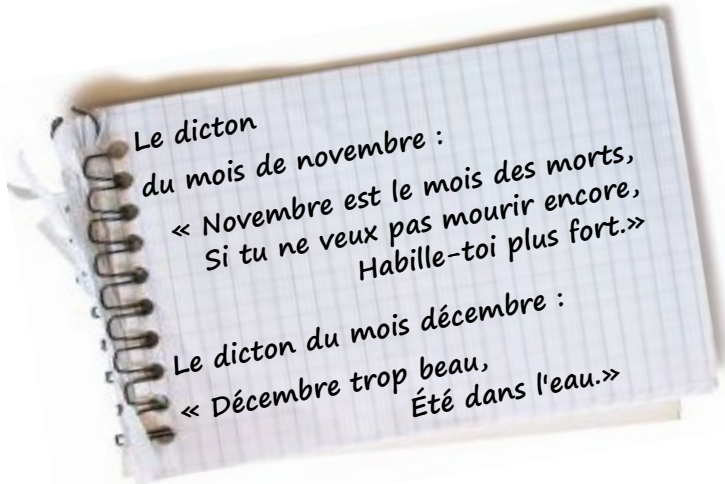 Le dicton
du mois de novembre :
« Novembre est le mois des morts,
Si tu ne veux pas mourir encore,
Habille-toi plus fort.»
Le dicton du mois décembre :
« Décembre trop beau,
Été dans l'eau.»